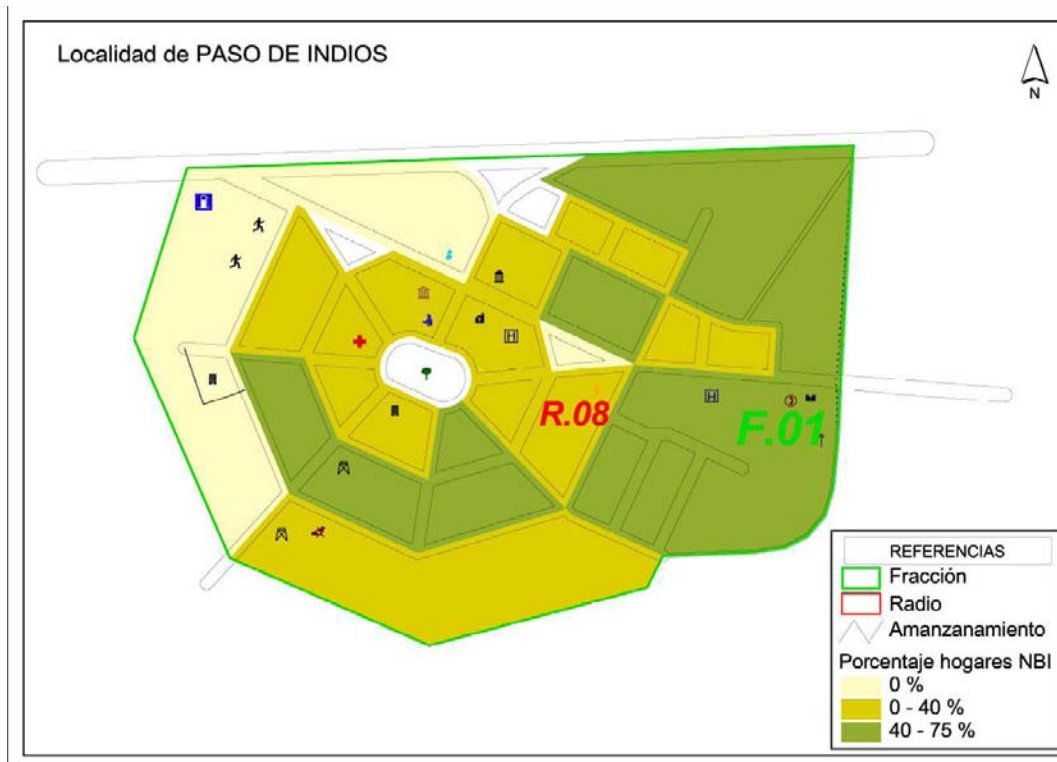 Localidad de PASO DE INDIOS
N
H
R.08
H
F.01
REFERENCIAS
Fracción
Radio
Amanzanamiento
Porcentaje hogares NBI
0 %
0 - 40 %
40 - 75 %